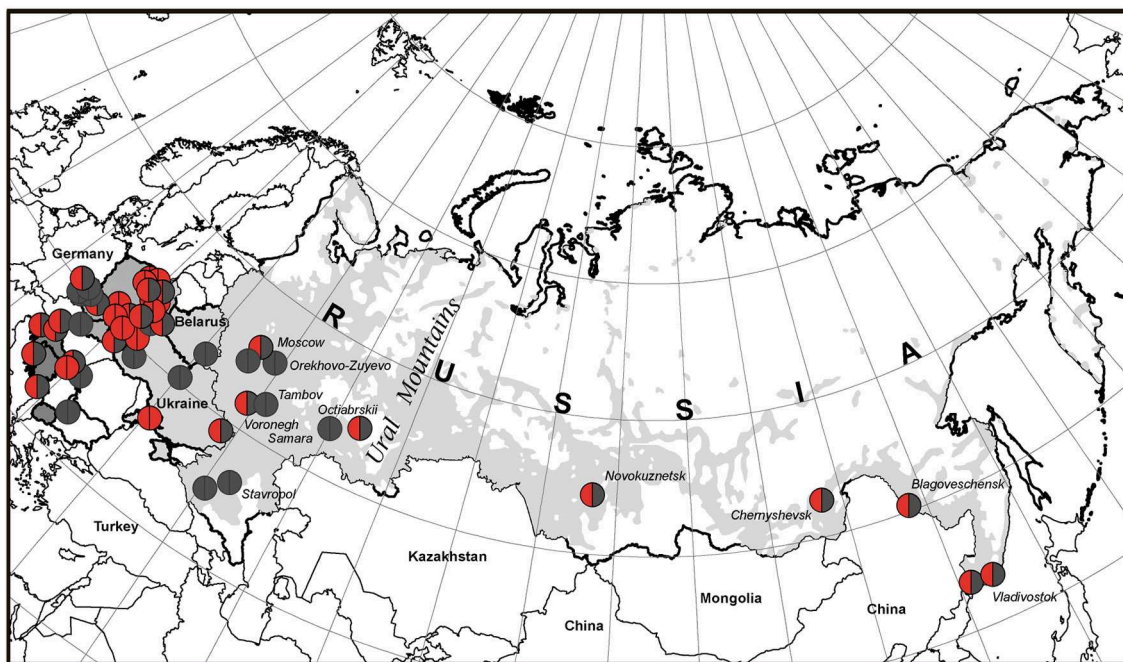 Germany
Belarus
Ukraine
Turkey
Moscow
Orekhovo-Zuyevo
Tambov
Voronegh
Octiabrskii
Samara
Stavropol
Ural Mountains
R U S S I A
Novokuznetsk
Chernyshevsk
Blagoveschensk
Vladivostok
Kazakhstan
Mongolia
China
China